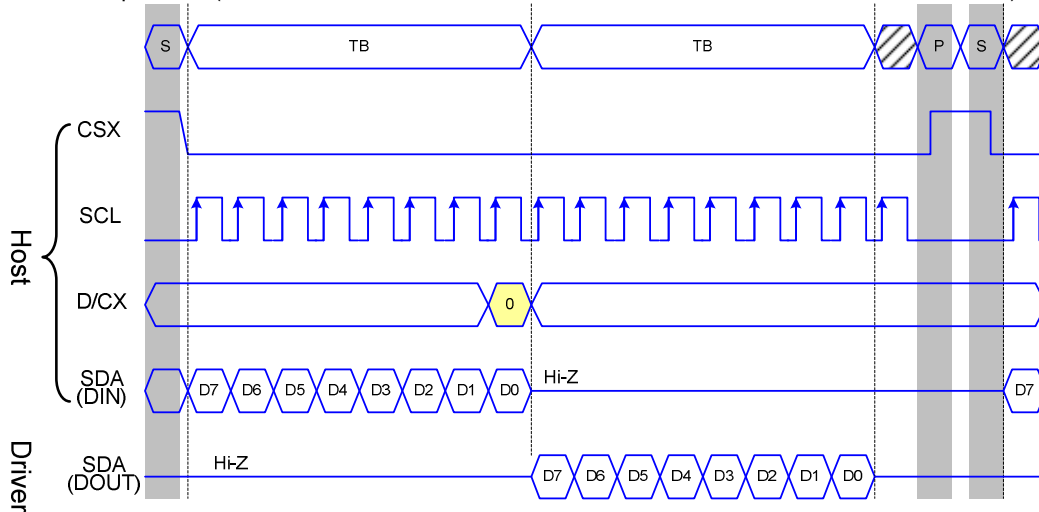 S TB TB P S
CSX
SCL
D/CX 0
SDA
(DIN) D7 D6 D5 D4 D3 D2 D1 D0 Hi-Z D7
SDA
(DOUT) Hi-Z D7 D6 D5 D4 D3 D2 D1 D0
Host
Driver